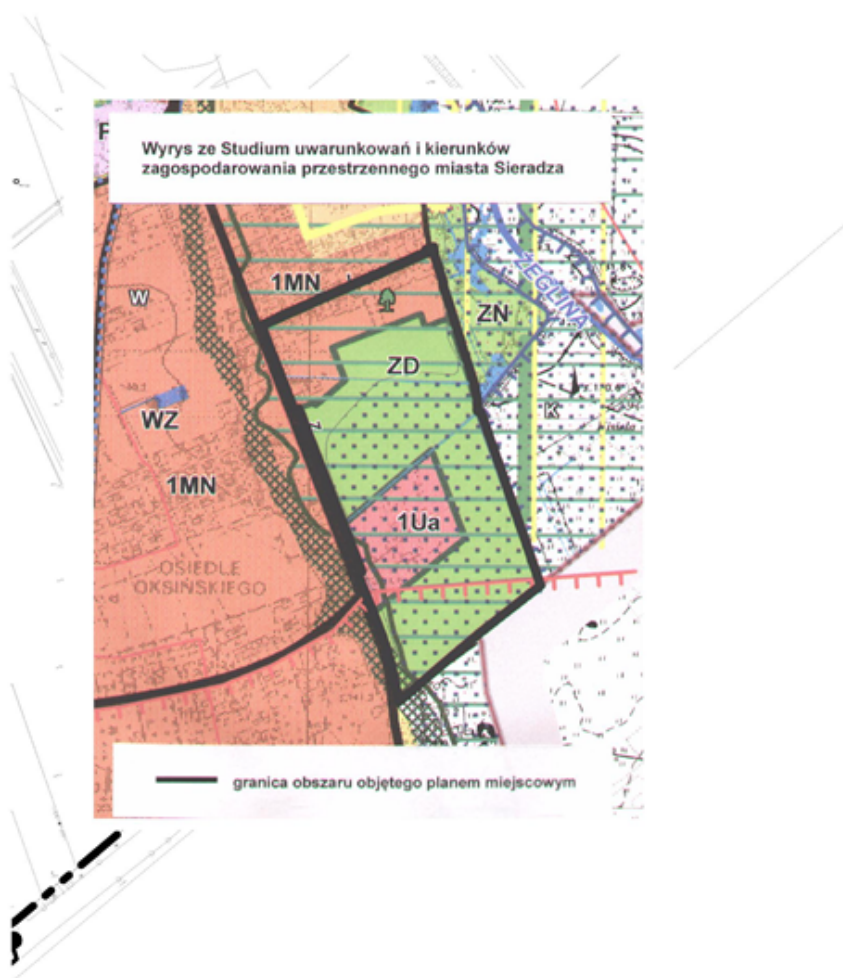 Wyrys ze Studium uwarunkowań i kierunków
zagospodarowania przestrzennego miasta Sieradza
1MN
ŻEGLINA
W
ZN
ZD
WZ
K
1MN
1Ua
OSIEDLE
OKSIŃSKIEGO
granica obszaru objętego planem miejscowym